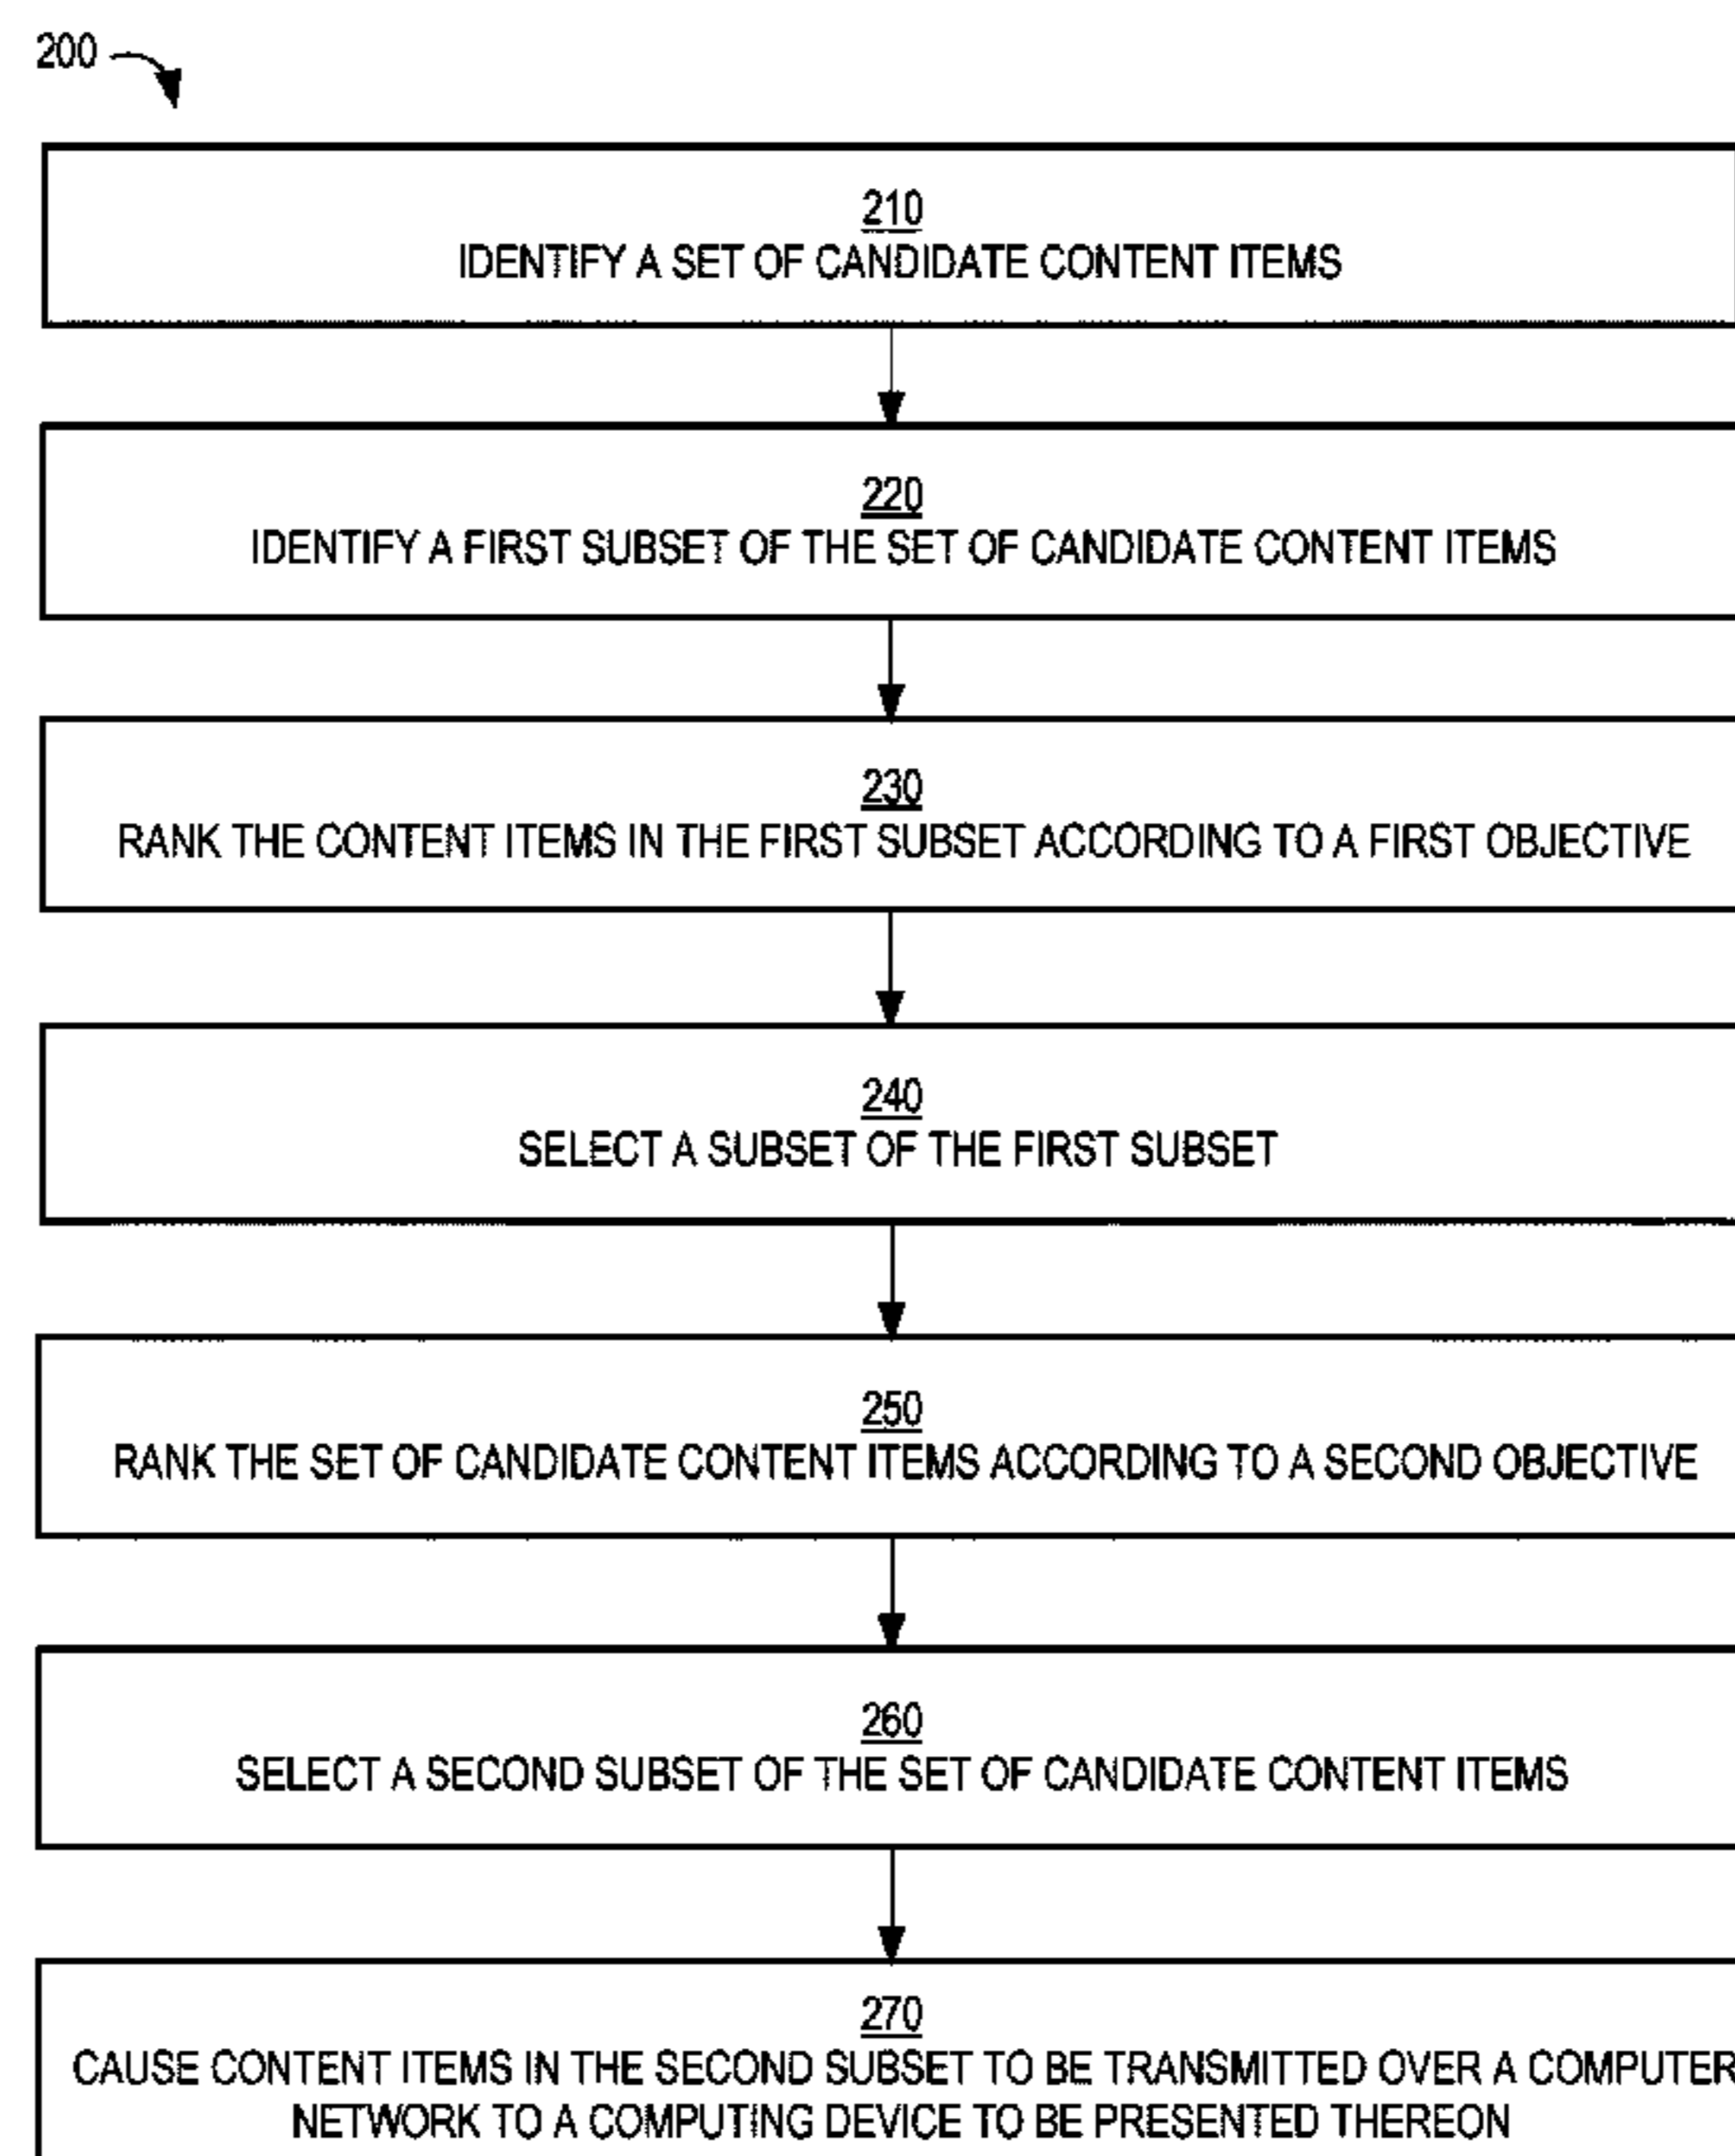 200
210
IDENTIFY A SET OF CANDIDATE CONTENT ITEMS
220
IDENTIFY A FIRST SUBSET OF THE SET OF CANDIDATE CONTENT ITEMS
230
RANK THE CONTENT ITEMS IN THE FIRST SUBSET ACCORDING TO A FIRST OBJECTIVE
240
SELECT A SUBSET OF THE FIRST SUBSET
250
RANK THE SET OF CANDIDATE CONTENT ITEMS ACCORDING TO A SECOND OBJECTIVE
260
SELECT A SECOND SUBSET OF THE SET OF CANDIDATE CONTENT ITEMS
270
CAUSE CONTENT ITEMS IN THE SECOND SUBSET TO BE TRANSMITTED OVER A COMPUTER
NETWORK TO A COMPUTING DEVICE TO BE PRESENTED THEREON